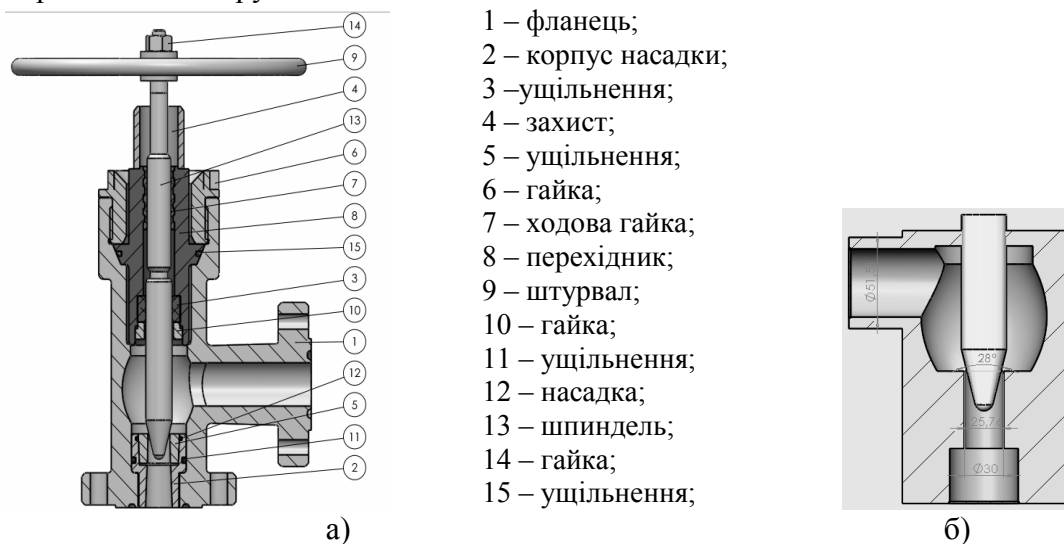 14
9
4
13
6
7
8
15
3
10
1
12
5
11
2
а)
1 – фланець;
2 – корпус насадки;
3 –ущільнення;
4 – захист;
5 – ущільнення;
6 – гайка;
7 – ходова гайка;
8 – перехідник;
9 – штурвал;
10 – гайка;
11 – ущільнення;
12 – насадка;
13 – шпиндель;
14 – гайка;
15 – ущільнення;
28°
Ø30
б)